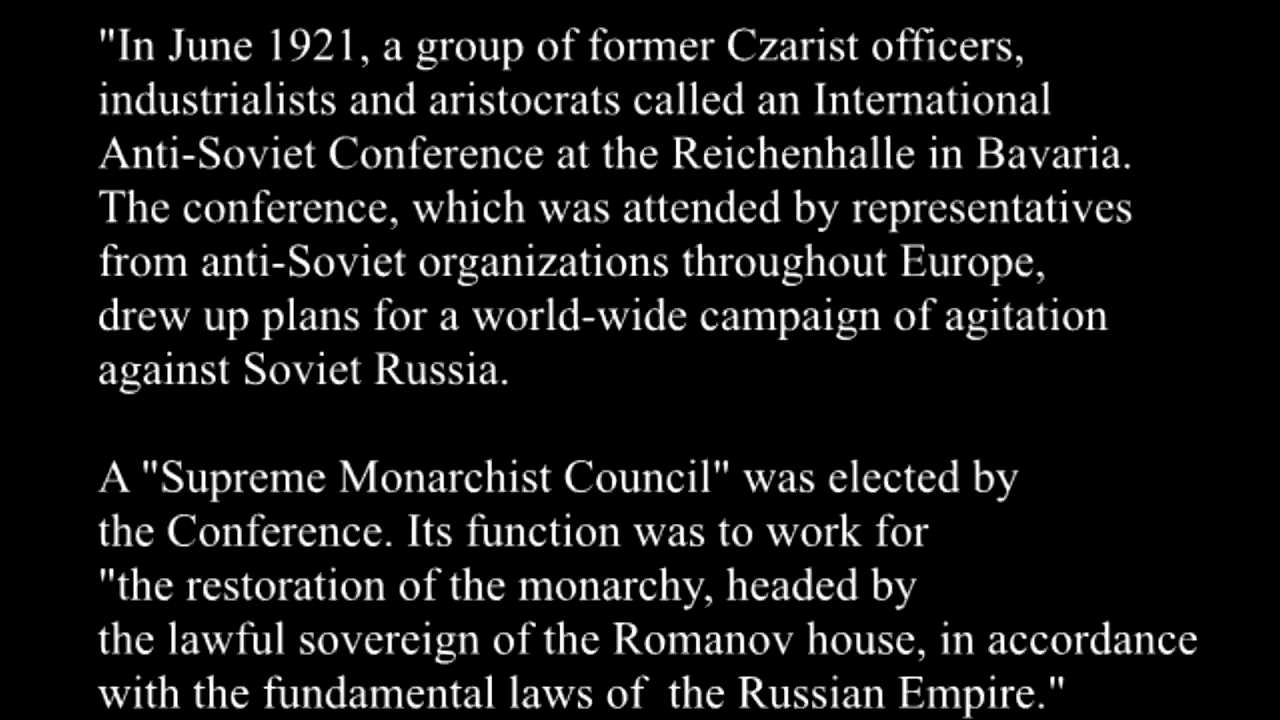 "In June 1921, a group of former Czarist officers,
industrialists and aristocrats called an International
Anti-Soviet Conference at the Reichenhalle in Bavaria.
The conference, which was attended by representatives
from anti-Soviet organizations throughout Europe,
drew up plans for a world-wide campaign of agitation
against Soviet Russia.
A "Supreme Monarchist Council" was elected by
the Conference. Its function was to work for
"the restoration of the monarchy, headed by
the lawful sovereign of the Romanov house, in accordance
with the fundamental laws of  the Russian Empire."